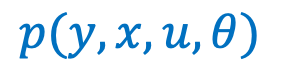 p(y, x, u, θ)